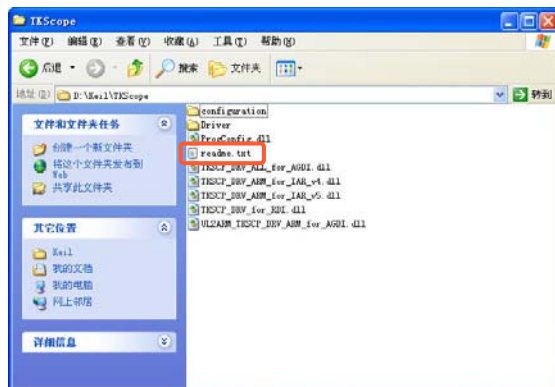 TKScope
文件(F) 编辑(E) 查看(V) 收藏(A) 工具(T) 帮助(H)
后退 搜索 文件夹
地址(D) D:\Keil\TKScope 转到
文件和文件夹任务
创建一个新文件夹
将这个文件夹发布到
Web
共享此文件夹
其它位置
Keil
我的文档
我的电脑
网上邻居
详细信息
configuration
Driver
ProgConfig.dll
readme.txt
TKSCP_DRV_ALL_for_AGDI.dll
TKSCP_DRV_ARM_for_IAR_v4.dll
TKSCP_DRV_ARM_for_IAR_v5.dll
TKSCP_DRV_for_RDI.dll
UL2ARM_TKSCP_DRV_ARM_for_AGDI.dll